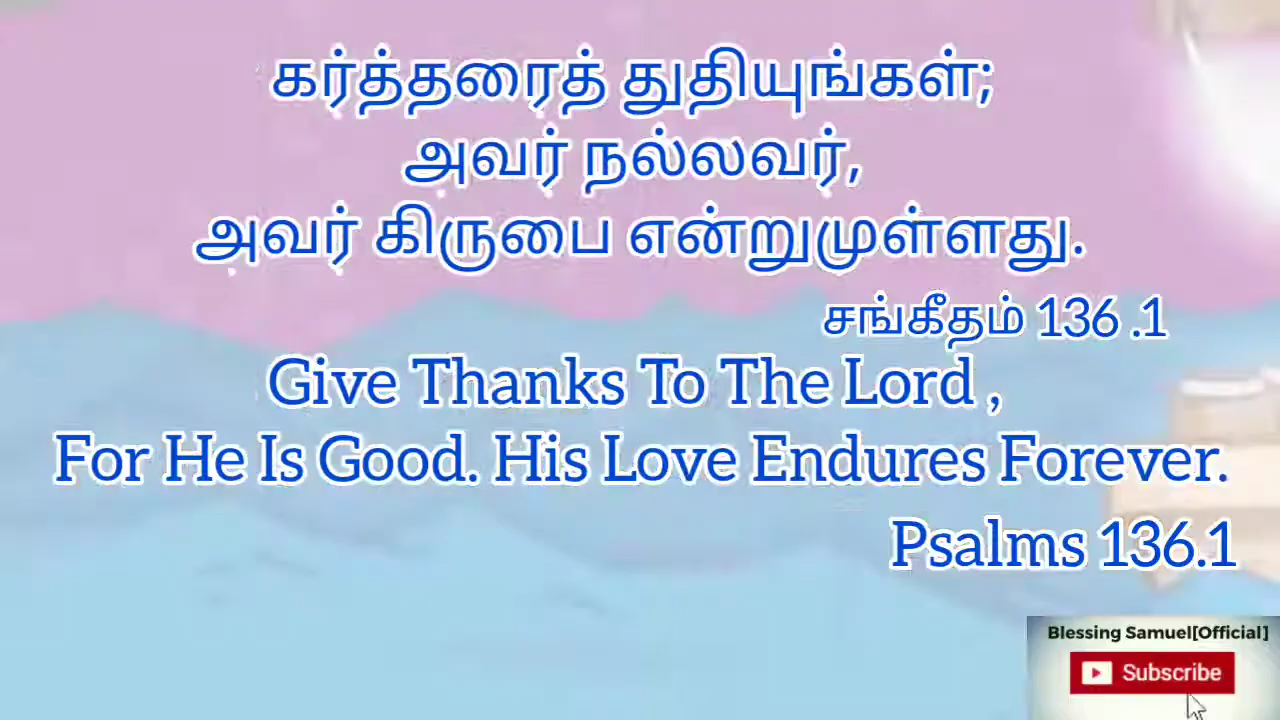 கர்த்தரைத் துதியுங்கள்;
அவர் நல்லவர்,
அவர் கிருபை என்றுமுள்ளது.
சங்கீதம் 136 .1
Give Thanks To The Lord ,
For He Is Good. His Love Endures Forever.
Psalms 136.1
Blessing Samuel[Official]
Subscribe